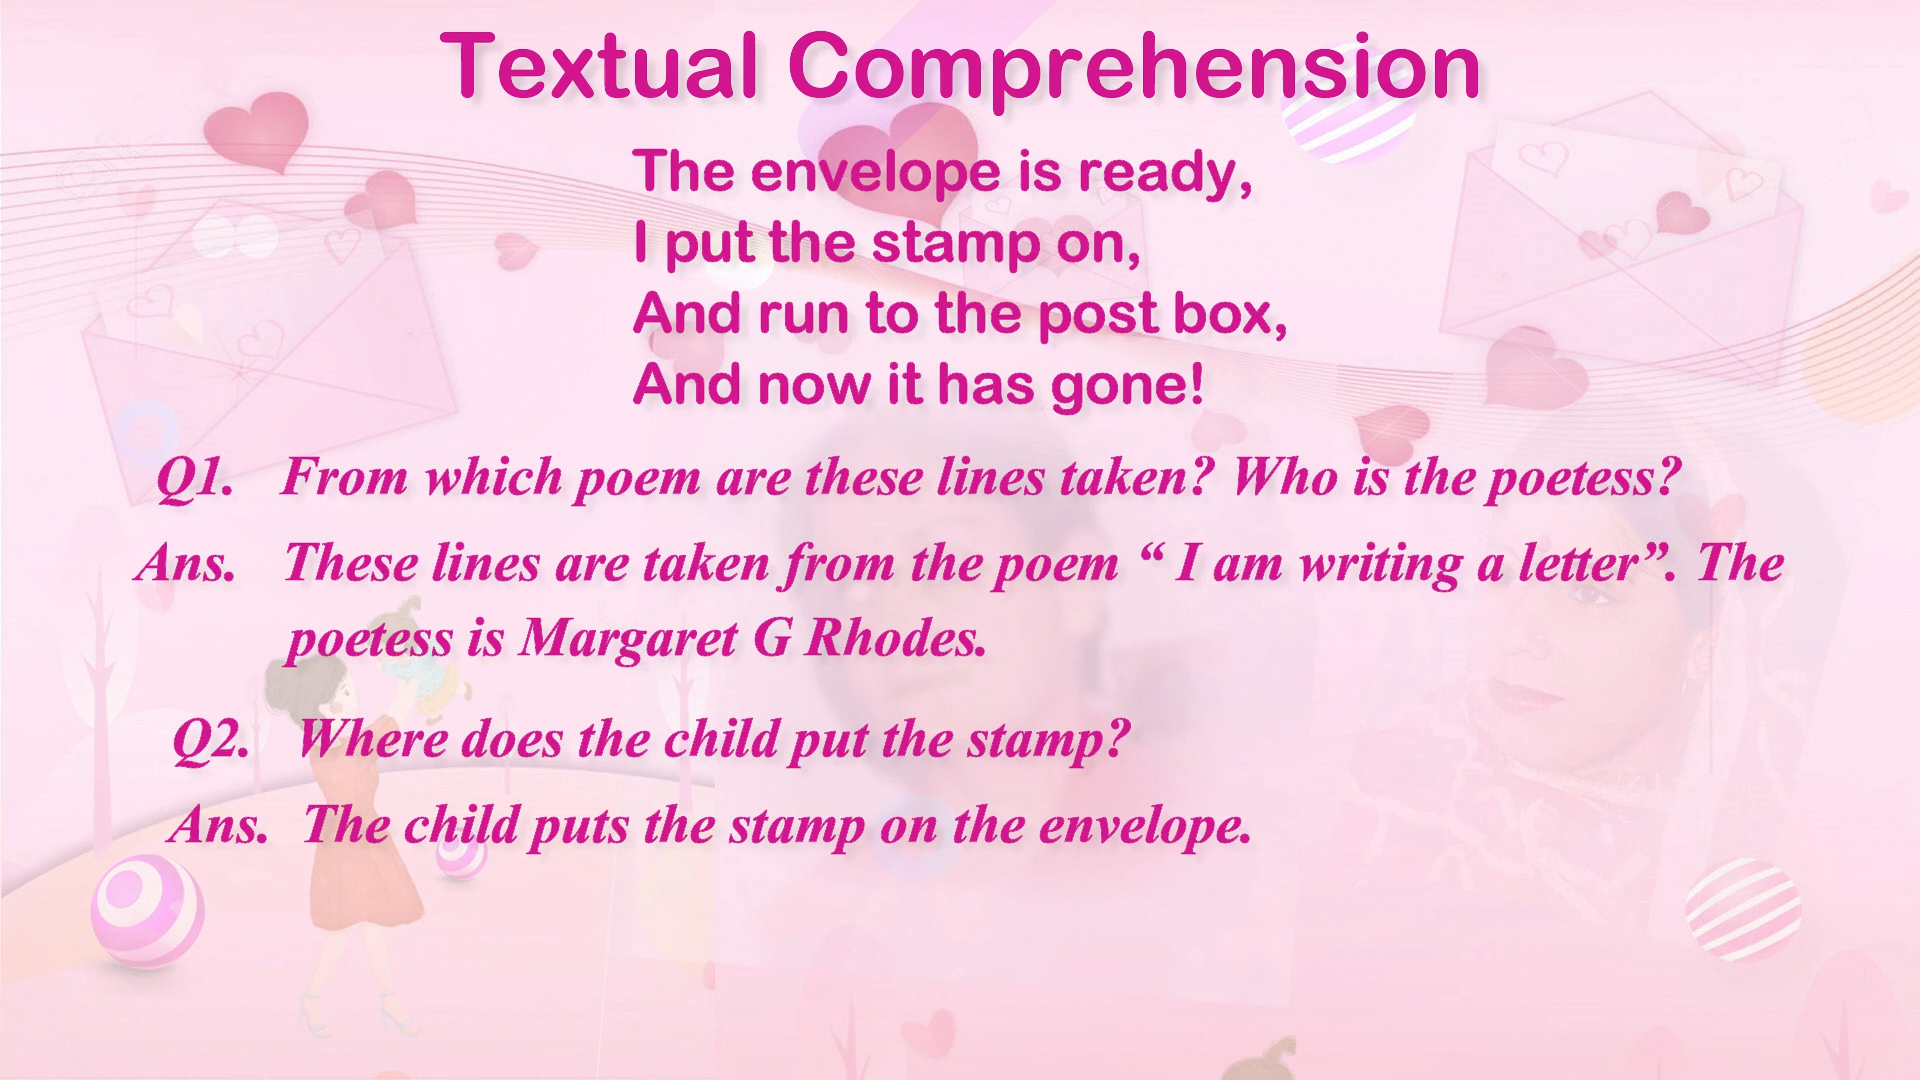 Textual Comprehension
The envelope is ready,
I put the stamp on,
And run to the post box,
And now it has gone!
Q1. From which poem are these lines taken? Who is the poetess?
Ans. These lines are taken from the poem “ I am writing a letter”. The
poetess is Margaret G Rhodes.
Q2. Where does the child put the stamp?
Ans. The child puts the stamp on the envelope.